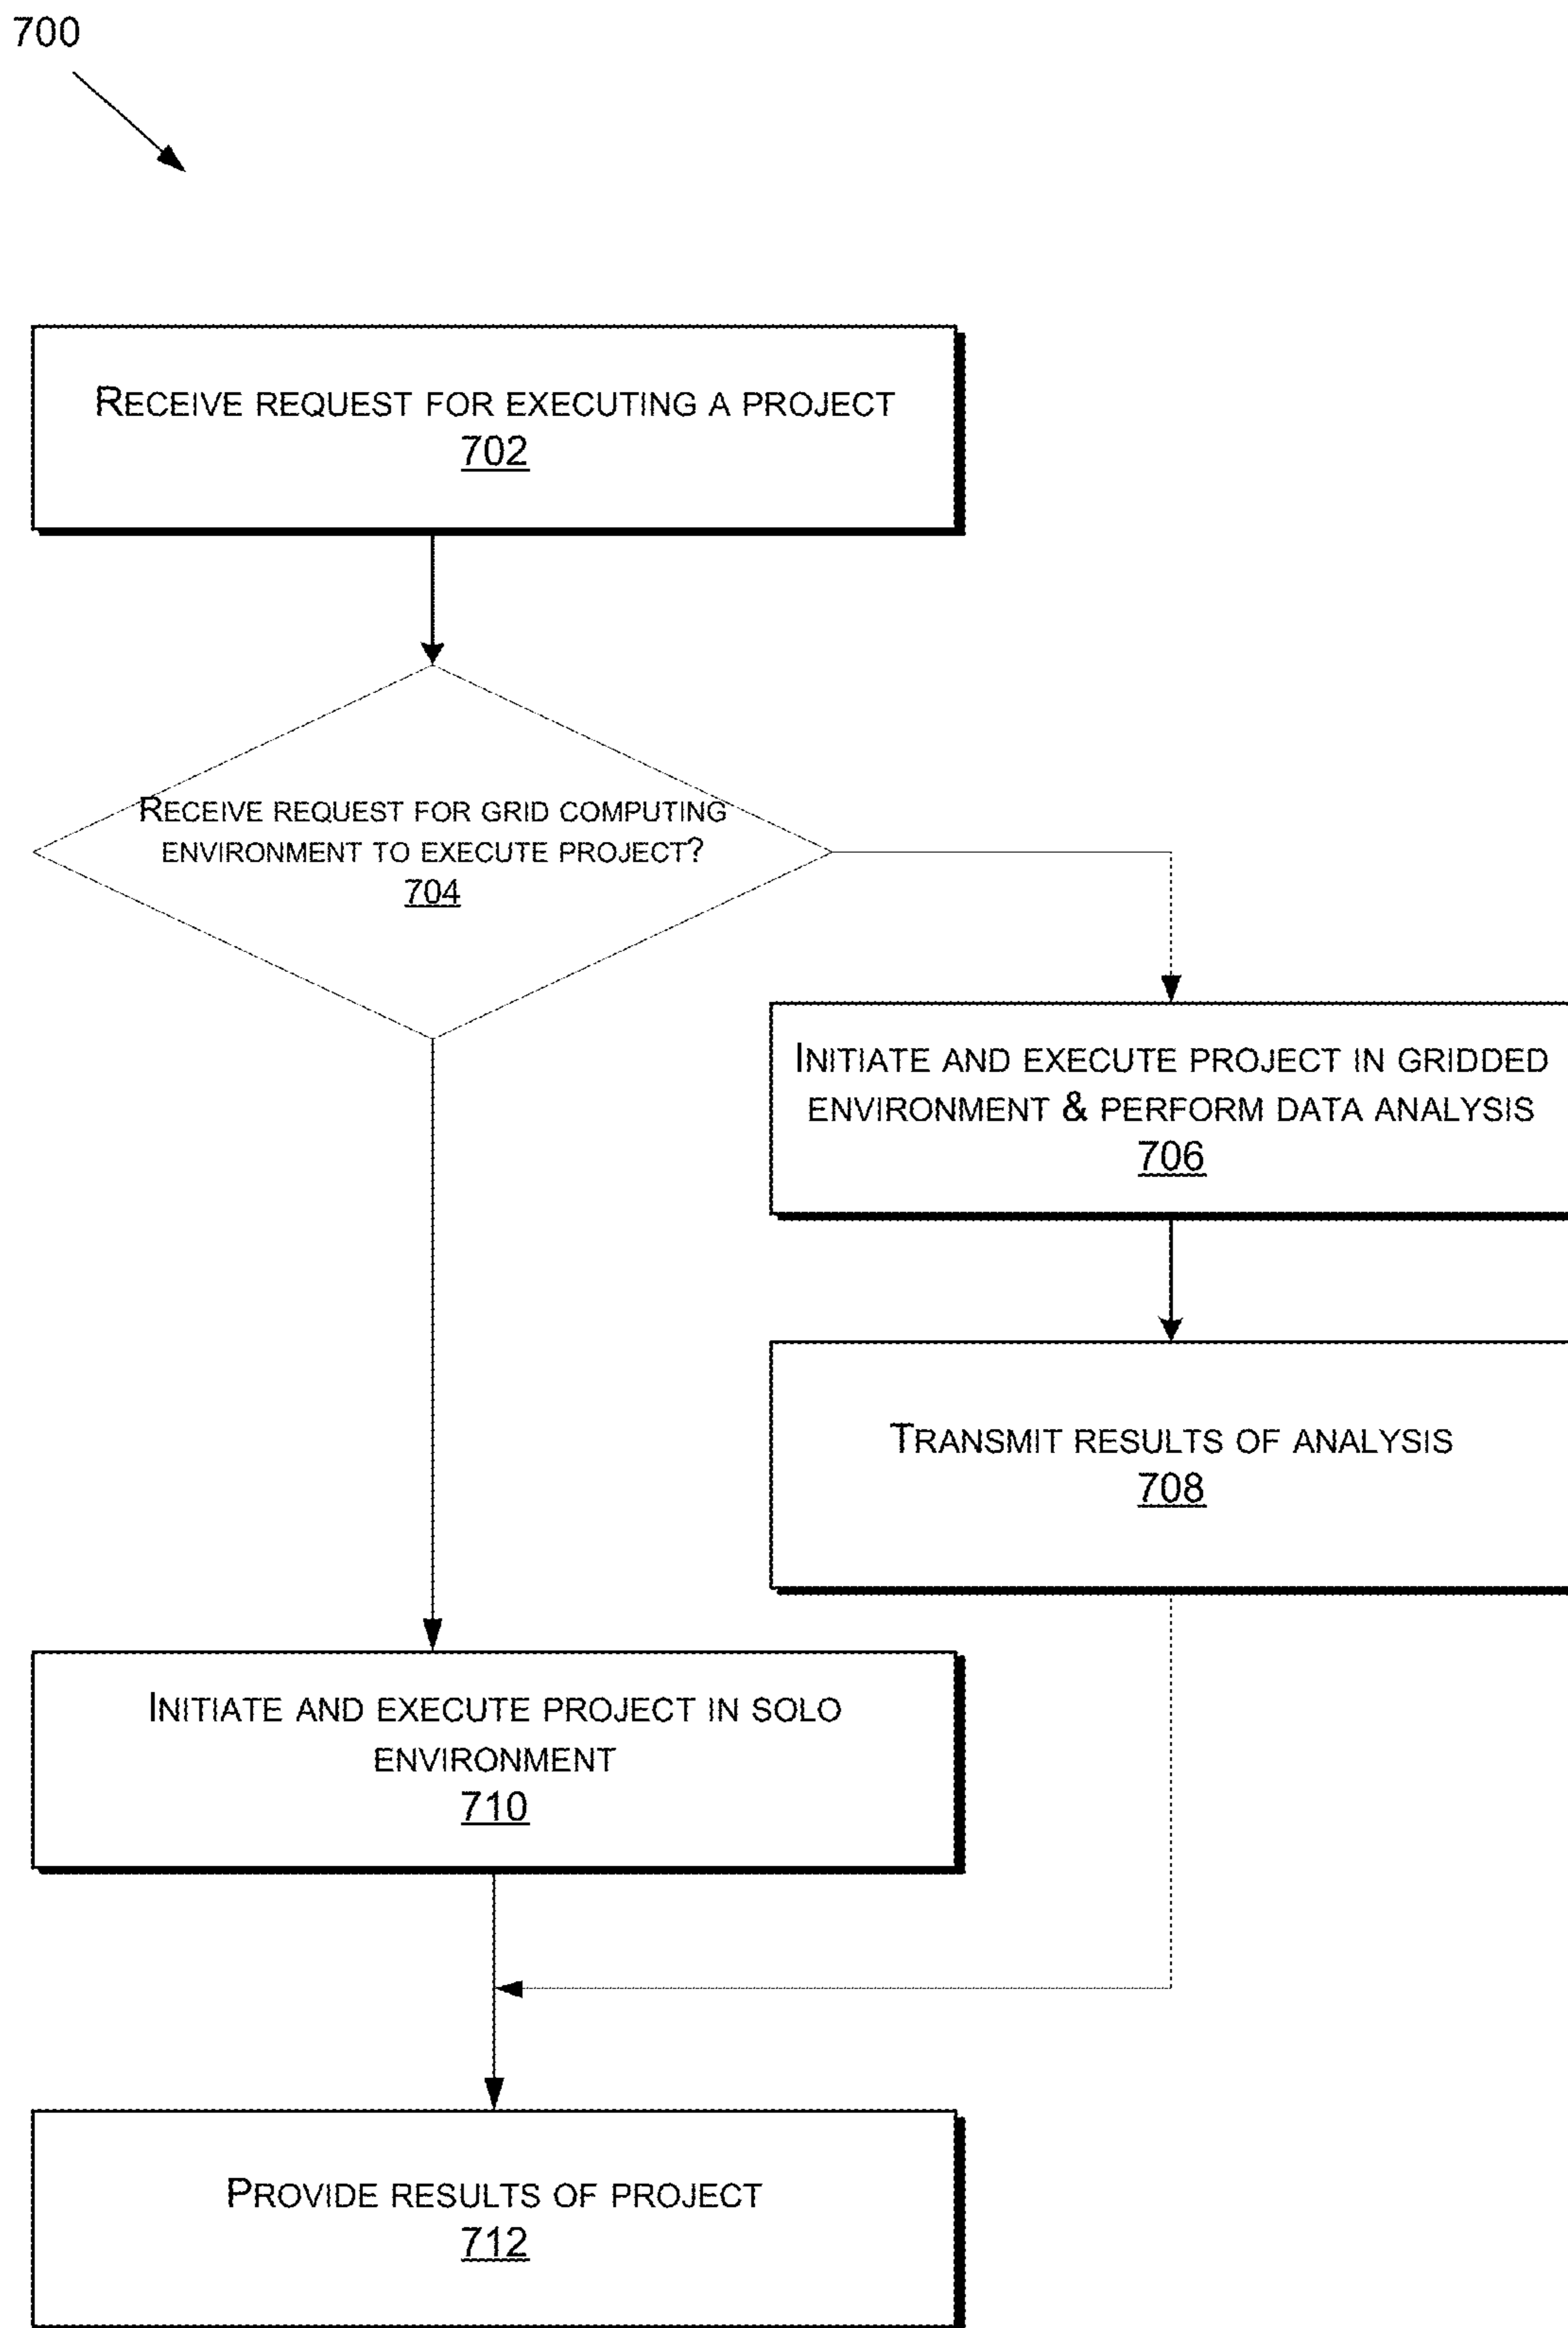 700
RECEIVE REQUEST FOR EXECUTING A PROJECT
702
RECEIVE REQUEST FOR GRID COMPUTING
ENVIRONMENT TO EXECUTE PROJECT?
704
INITIATE AND EXECUTE PROJECT IN GRIDDED
ENVIRONMENT & PERFORM DATA ANALYSIS
706
TRANSMIT RESULTS OF ANALYSIS
708
INITIATE AND EXECUTE PROJECT IN SOLO
ENVIRONMENT
710
PROVIDE RESULTS OF PROJECT
712